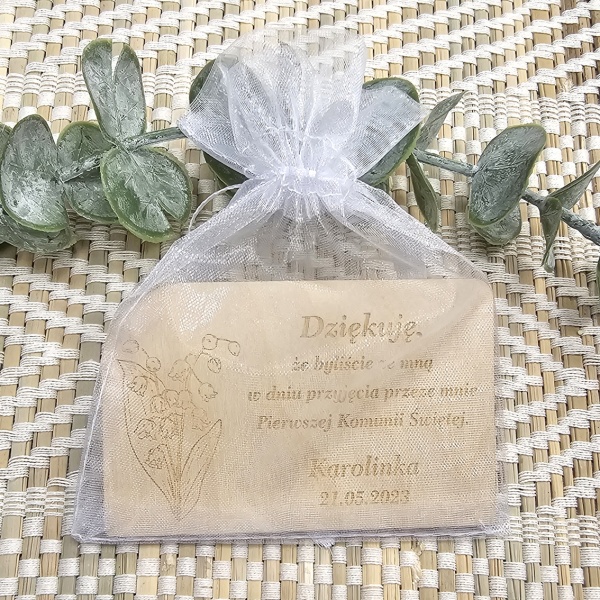 Dziękuję,
że byliście ze mną
w dniu przyjęcia przeze mnie
Pierwszej Komunii Świętej.
Karolinka
21.05.2023